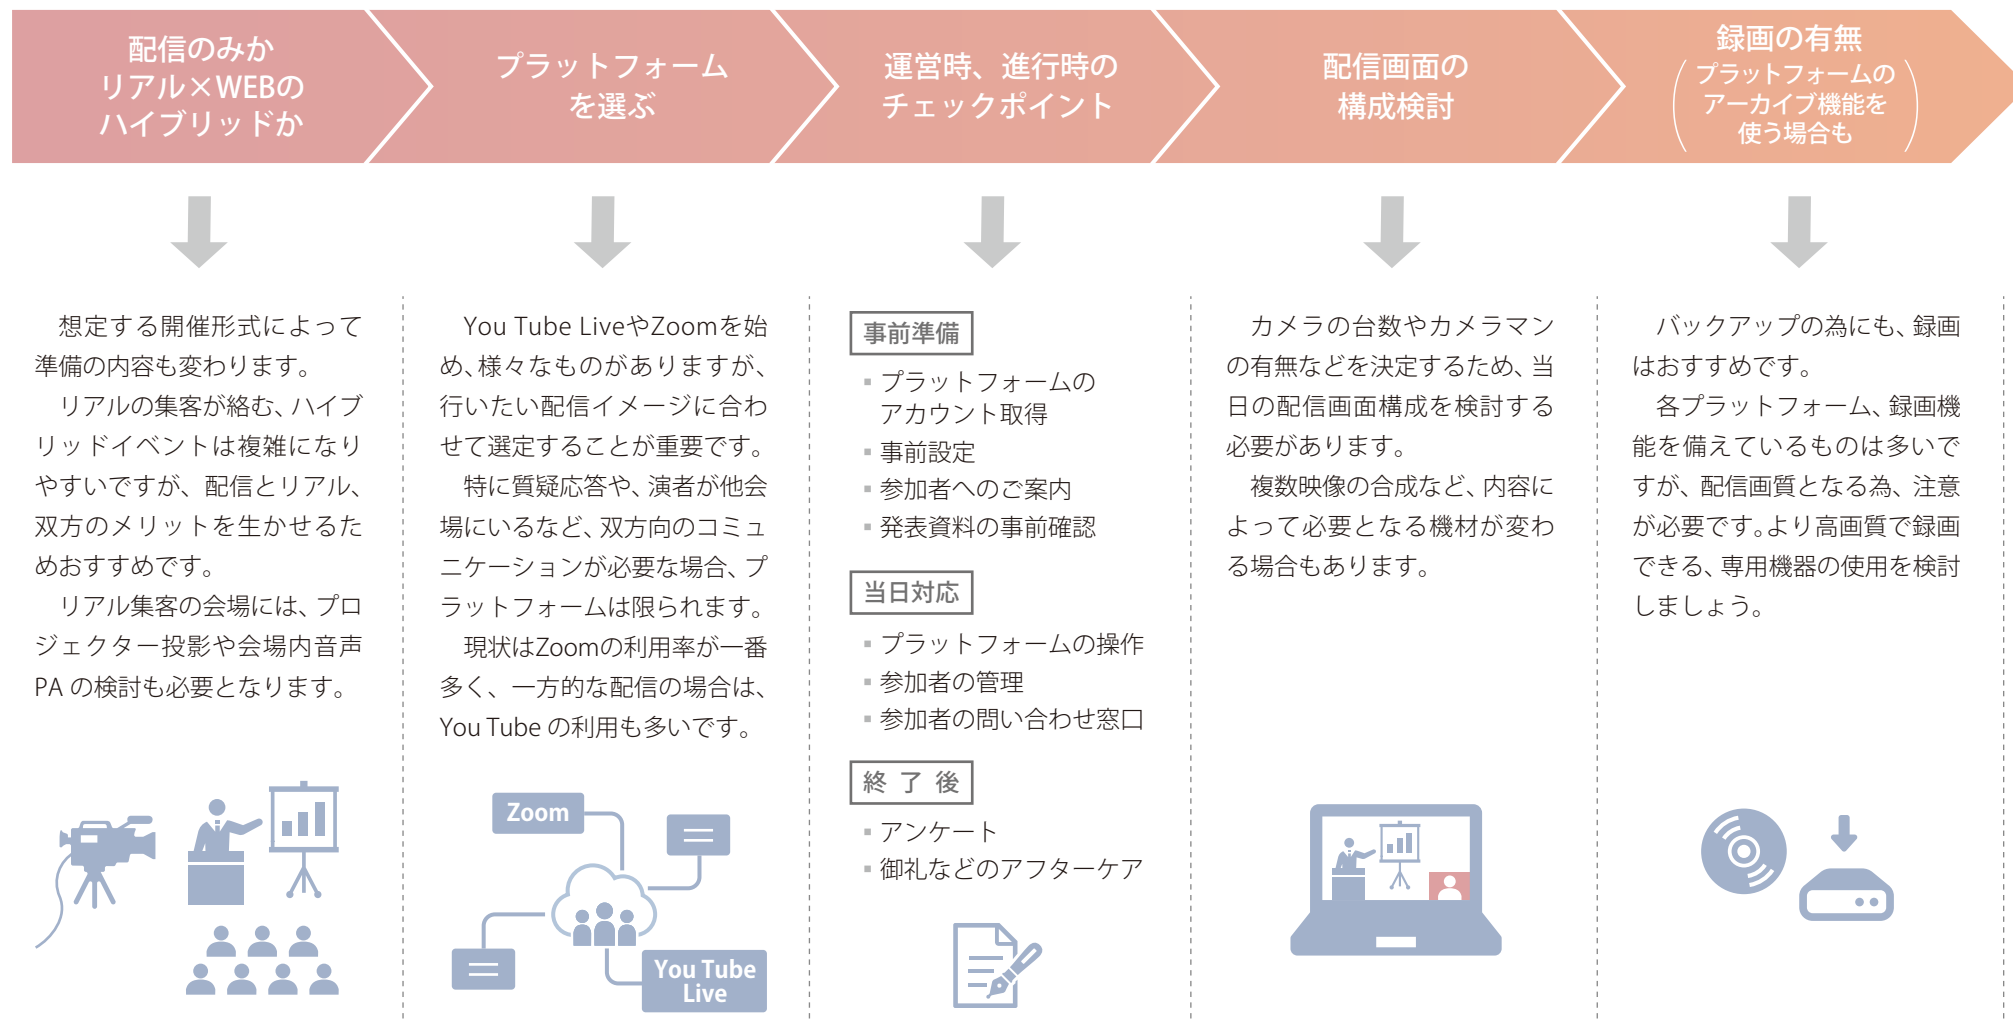 配信のみか
リアル×WEBの
ハイブリッドか
プラットフォーム
を選ぶ
運営時、進行時の
チェックポイント
配信画面の
構成検討
録画の有無
(プラットフォームの
アーカイブ機能を
使う場合も)
想定する開催形式によって
準備の内容も変わります。
リアルの集客が絡む、ハイブ
リッドイベントは複雑になり
やすいですが、配信とリアル、
双方のメリットを生かせるた
めおすすめです。
リアル集客の会場には、プロ
ジェクター投影や会場内音声
PA の検討も必要となります。
You Tube LiveやZoomを始
め、様々なものがありますが、
行いたい配信イメージに合わ
せて選定することが重要です。
特に質疑応答や、演者が他会
場にいるなど、双方向のコミュ
ニケーションが必要な場合、プ
ラットフォームは限られます。
現状はZoomの利用率が一番
多く、一方的な配信の場合は、
You Tube の利用も多いです。
Zoom
You Tube
Live
事前準備
▪ プラットフォームの
アカウント取得
▪ 事前設定
▪ 参加者へのご案内
▪ 発表資料の事前確認
当日対応
▪ プラットフォームの操作
▪ 参加者の管理
▪ 参加者の問い合わせ窓口
終 了 後
▪ アンケート
▪ 御礼などのアフターケア
カメラの台数やカメラマン
の有無などを決定するため、当
日の配信画面構成を検討する
必要があります。
複数映像の合成など、内容に
よって必要となる機材が変わ
る場合もあります。
バックアップの為にも、録画
はおすすめです。
各プラットフォーム、録画機
能を備えているものは多いで
すが、配信画質となる為、注意
が必要です。より高画質で録画
できる、専用機器の使用を検討
しましょう。